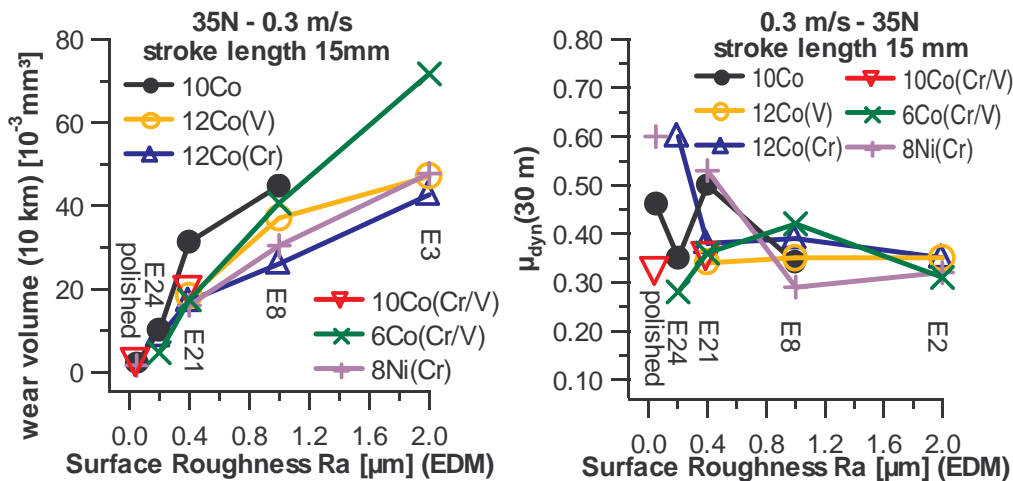 35N - 0.3 m/s
stroke length 15mm
wear volume (10 km) [10⁻³mm³]
80
60
40
20
0
10Co
12Co(V)
12Co(Cr)
polished
E24
E21
E8
E3
10Co(Cr/V)
6Co(Cr/V)
8Ni(Cr)
0.0 0.4 0.8 1.2 1.6 2.0
Surface Roughness Ra [µm] (EDM)
0.3 m/s - 35N
stroke length 15 mm
μdyn(30 m)
0.80
0.70
0.60
0.50
0.40
0.30
0.20
0.10
10Co
12Co(V)
12Co(Cr)
10Co(Cr/V)
6Co(Cr/V)
8Ni(Cr)
polished
E24
E21
E8
E2
0.0 0.4 0.8 1.2 1.6 2.0
Surface Roughness Ra [µm] (EDM)